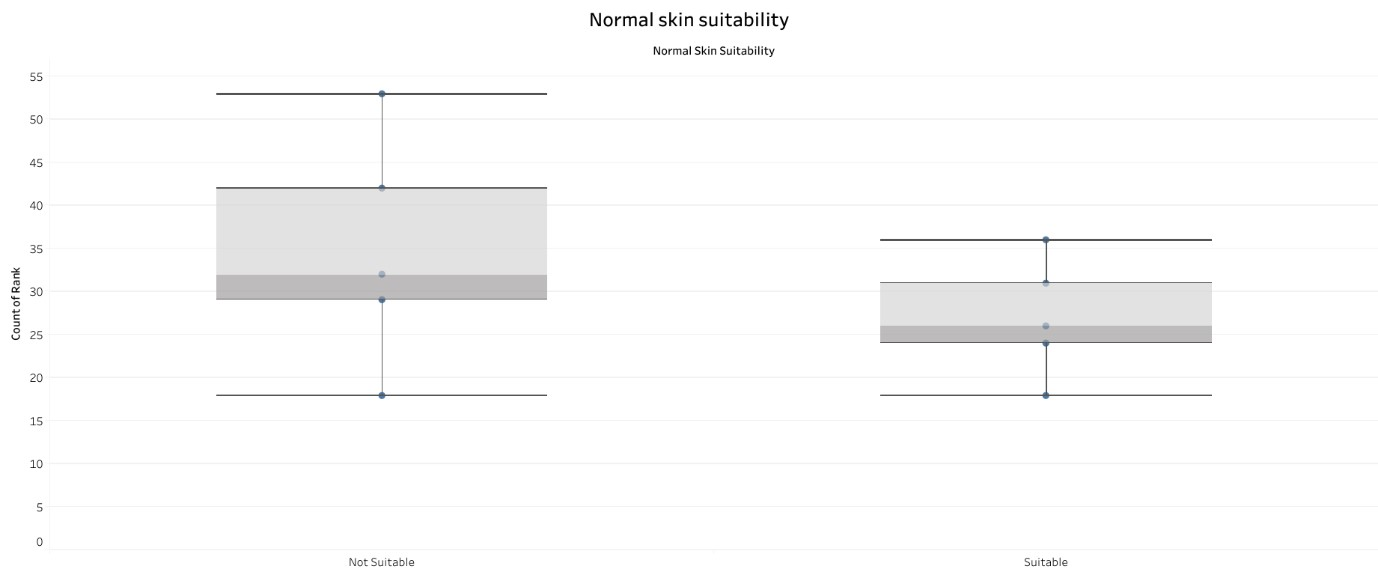 Normal skin suitability
Normal Skin Suitability
55
50
45
40
35
30
25
20
15
10
5
0
Count of Rank
Not Suitable
Suitable